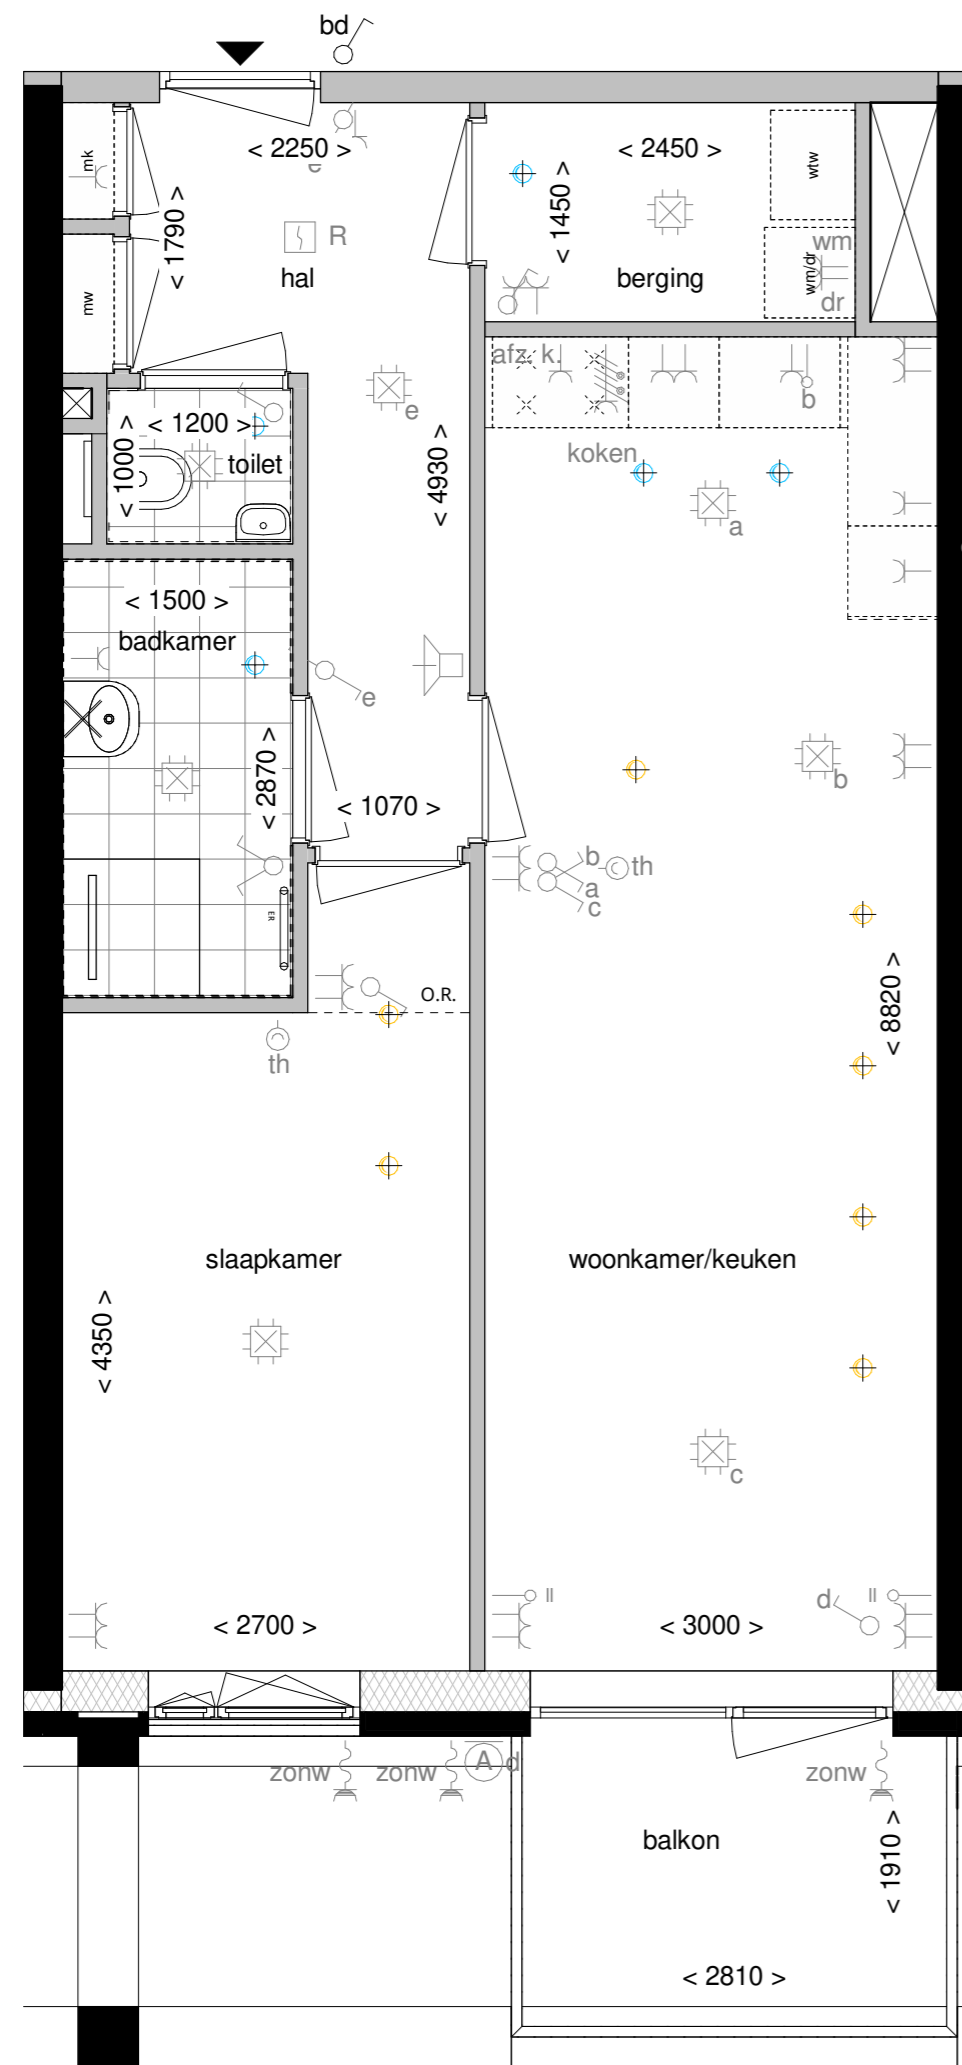 bd
< 2250 >
e
< 2450 >
mk
< 1790 >
< 1450 >
wtw
R
hal
berging
wm
wm/dr
dr
mw
afz. k.
e
b
< 1200 >
< 1000 >
toilet
< 4930 >
koken
a
< 1500 >
badkamer
e
< 2870 >
< 1070 >
b
b
a
c
th
ER
O.R.
< 8820 >
th
slaapkamer
woonkamer/keuken
< 4350 >
c
< 2700 >
II
< 3000 >
d
II
zonw
zonw
A
d
zonw
balkon
< 1910 >
< 2810 >